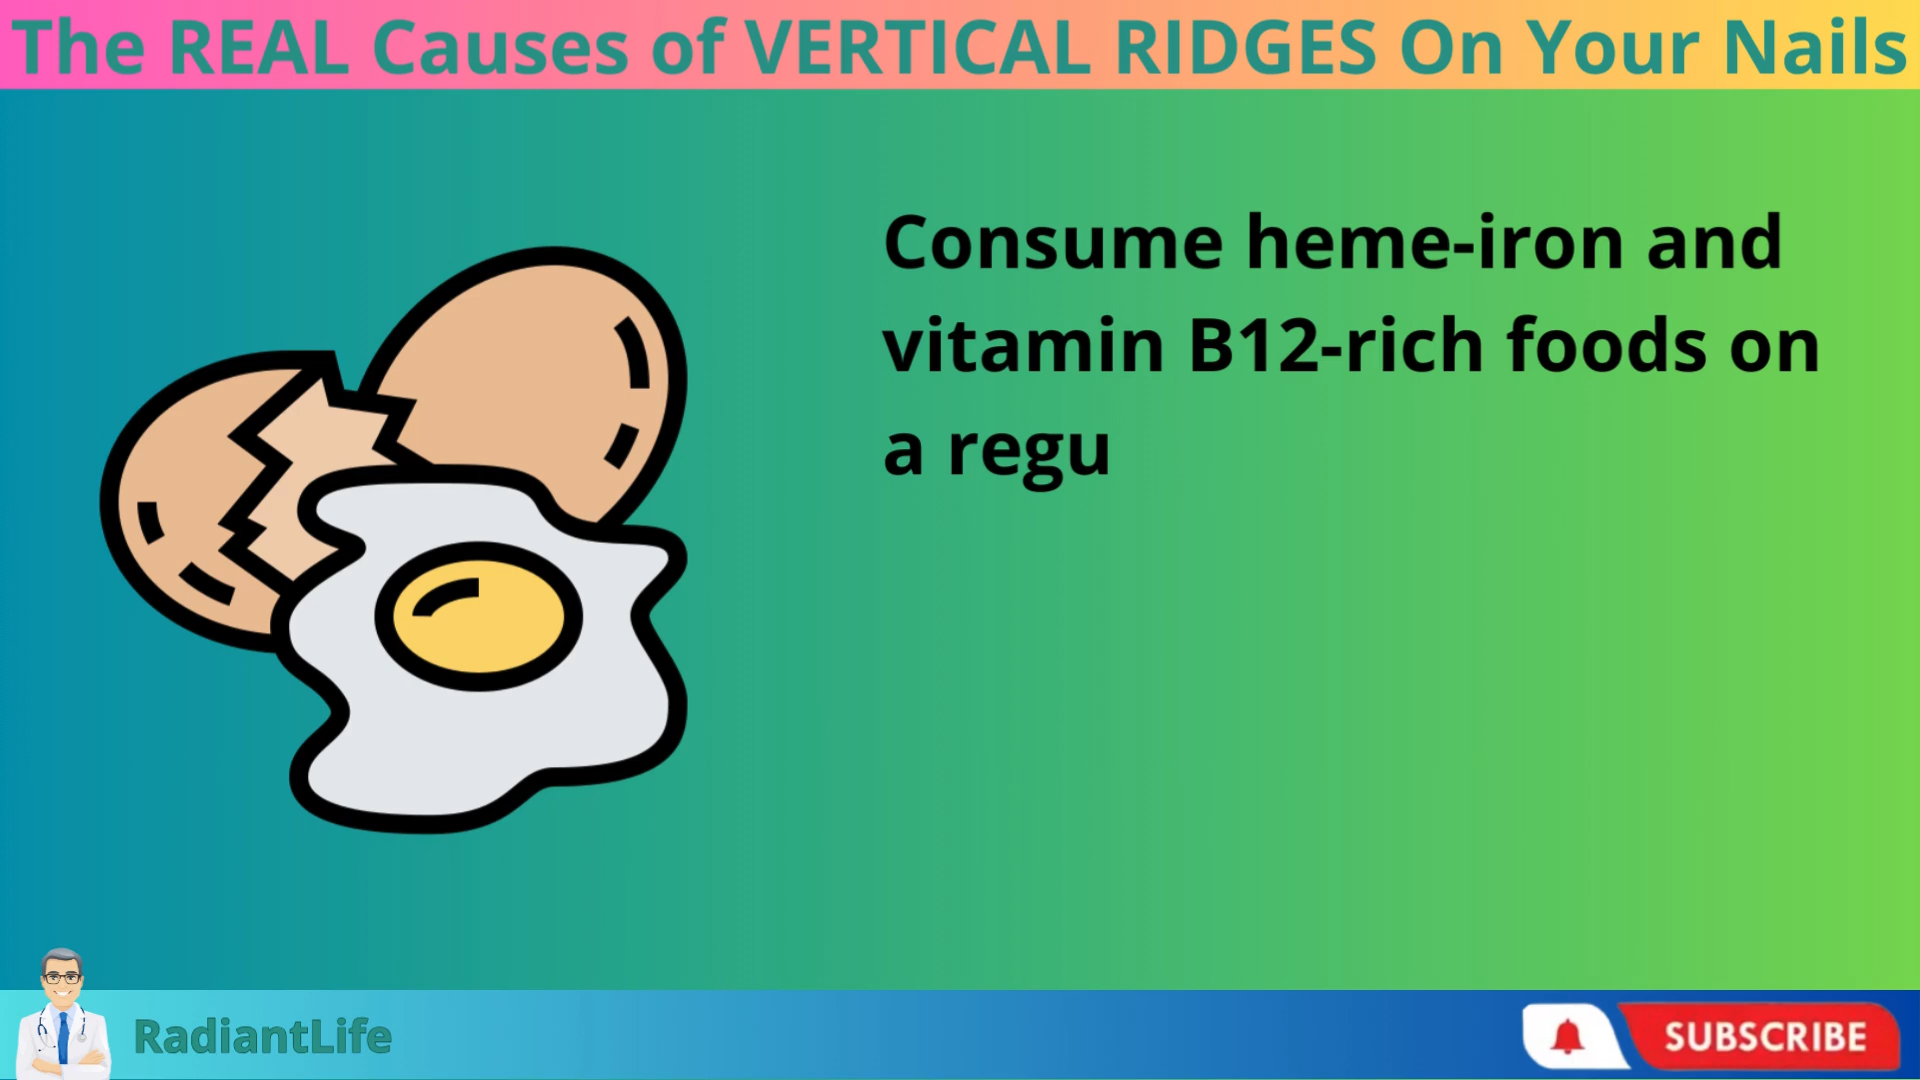 The REAL Causes of VERTICAL RIDGES On Your Nails
Consume heme-iron and
vitamin B12-rich foods on
a regu
RadiantLife
SUBSCRIBE